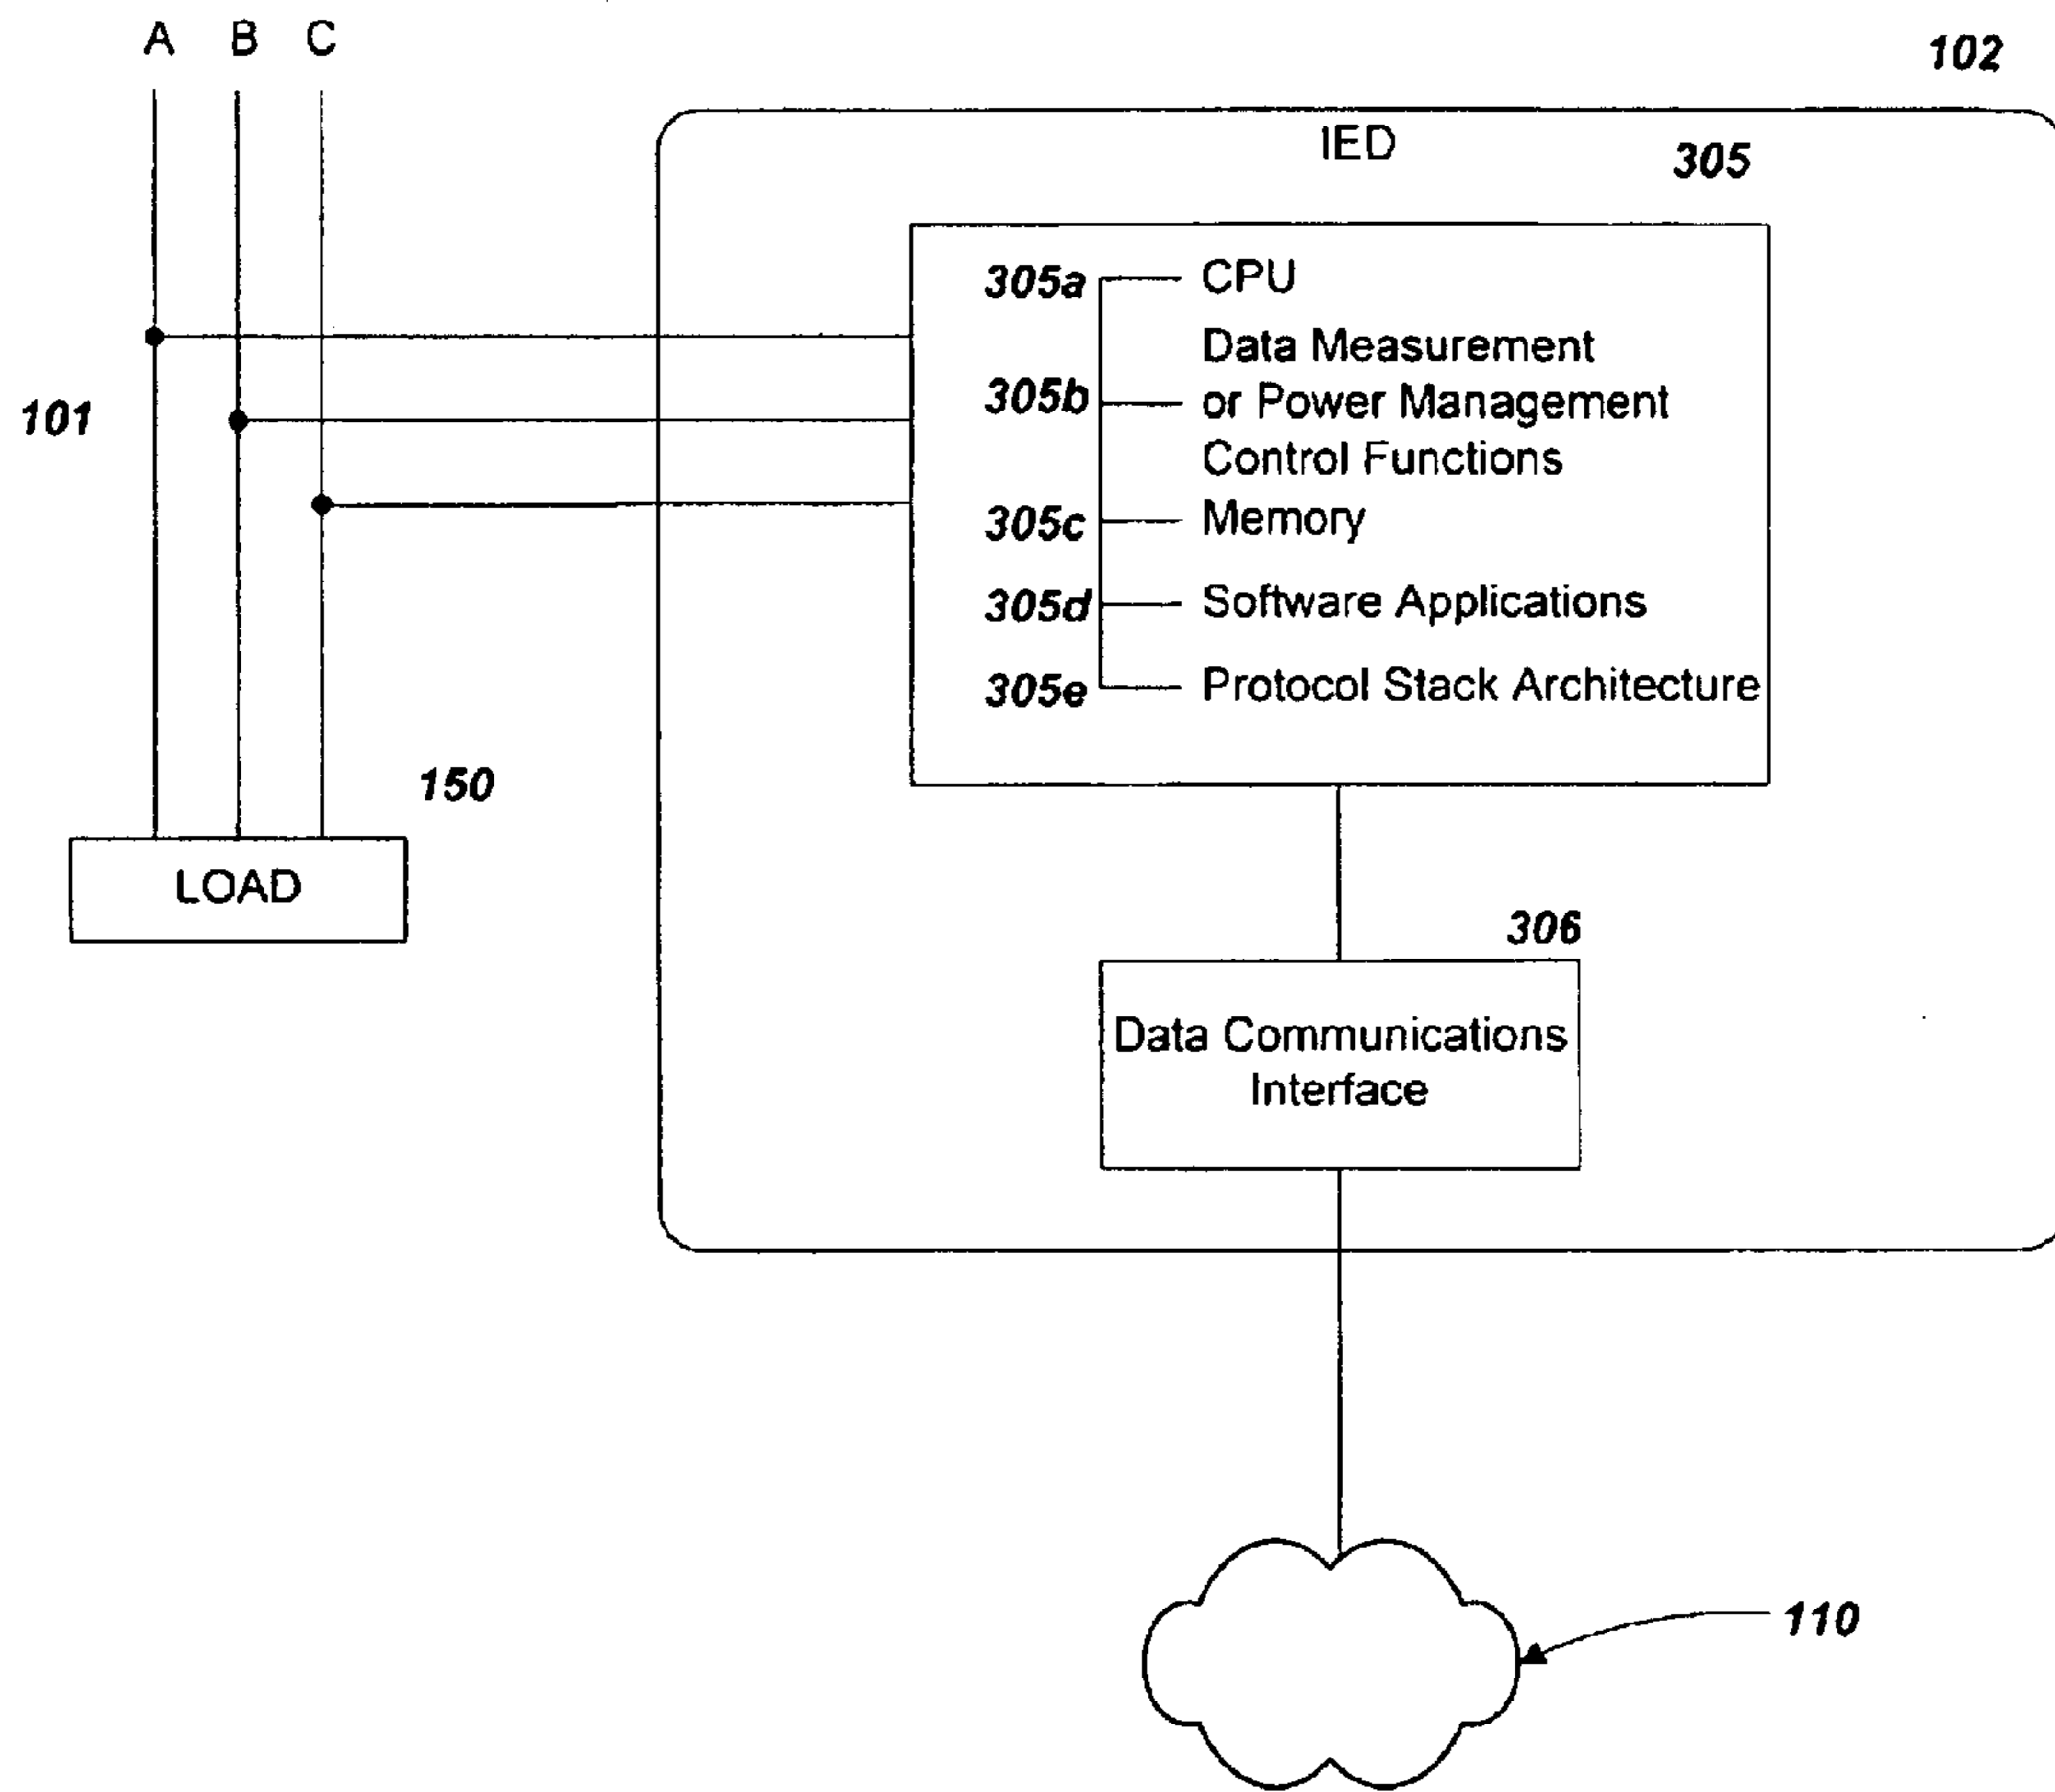 A B C
102
IED
305
305a CPU
Data Measurement
305b or Power Management
Control Functions
101
305c Memory
305d Software Applications
305e Protocol Stack Architecture
150
LOAD
306
Data Communications
Interface
110